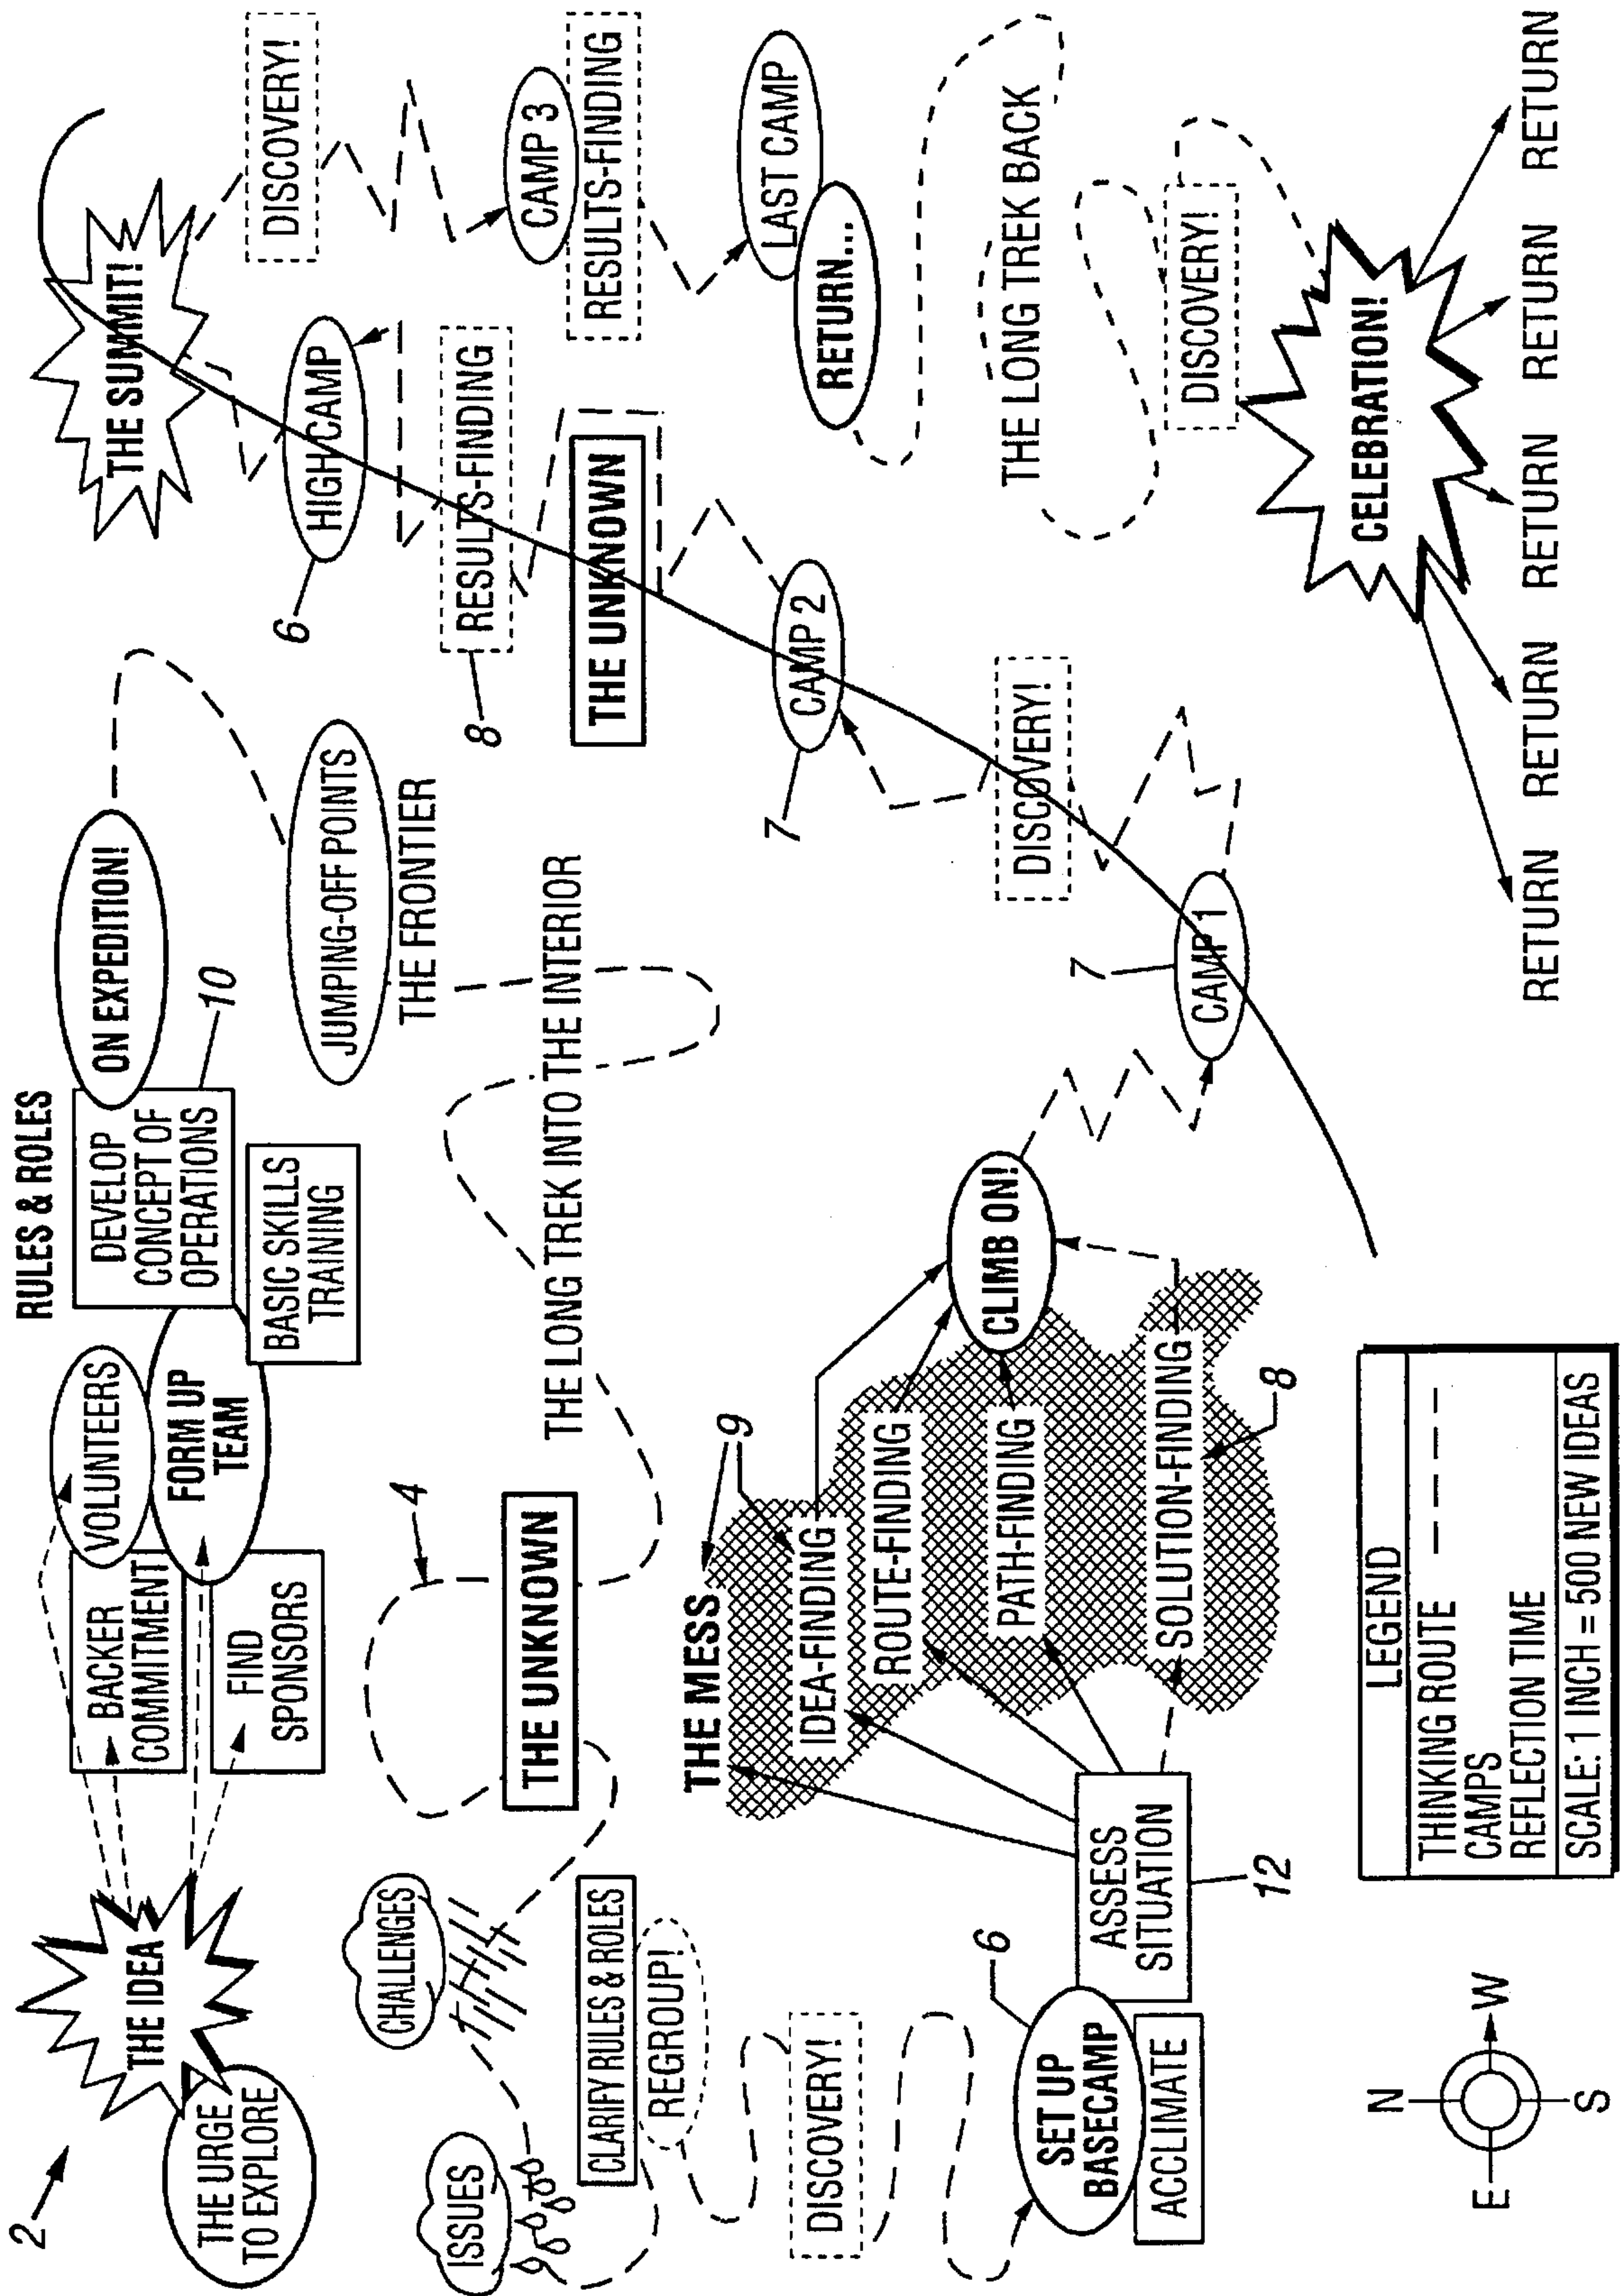 2
THE URGE
TO EXPLORE
THE IDEA
BACKER
COMMITMENT
FIND
SPONSORS
VOLUNTEERS
FORM UP
TEAM
RULES & ROLES
DEVELOP
CONCEPT OF
OPERATIONS
BASIC SKILLS
TRAINING
10
ON EXPEDITION!
JUMPING-OFF POINTS
THE FRONTIER
THE LONG TREK INTO THE INTERIOR
4
THE UNKNOWN
CHALLENGES
ISSUES
CLARIFY RULES & ROLES
REGROUP!
DISCOVERY!
6
SET UP
BASECAMP
ACCLIMATE
ASSESS
SITUATION
12
THE MESS
9
IDEA-FINDING
ROUTE-FINDING
PATH-FINDING
SOLUTION-FINDING
8
CLIMB ON!
7
CAMP 1
DISCOVERY!
7
CAMP 2
THE UNKNOWN
8
RESULTS-FINDING
6
HIGH CAMP
THE SUMMIT!
DISCOVERY!
CAMP 3
RESULTS-FINDING
LAST CAMP
RETURN...
THE LONG TREK BACK
DISCOVERY!
CELEBRATION!
RETURN RETURN RETURN RETURN RETURN
N
E W
S
LEGEND
THINKING ROUTE
CAMPS
REFLECTION TIME
SCALE: 1 INCH = 500 NEW IDEAS